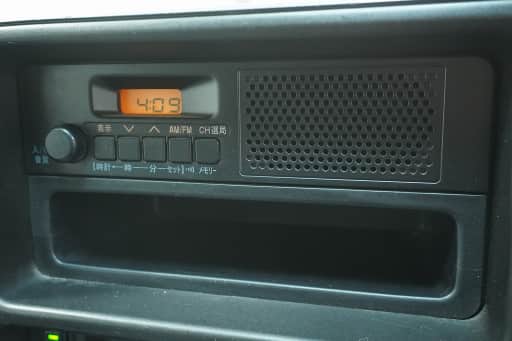 4:09
表示 ∨ ∧ AM/FM CH選局
入/
音量
[時計←時 分 セット]•)) メモリー